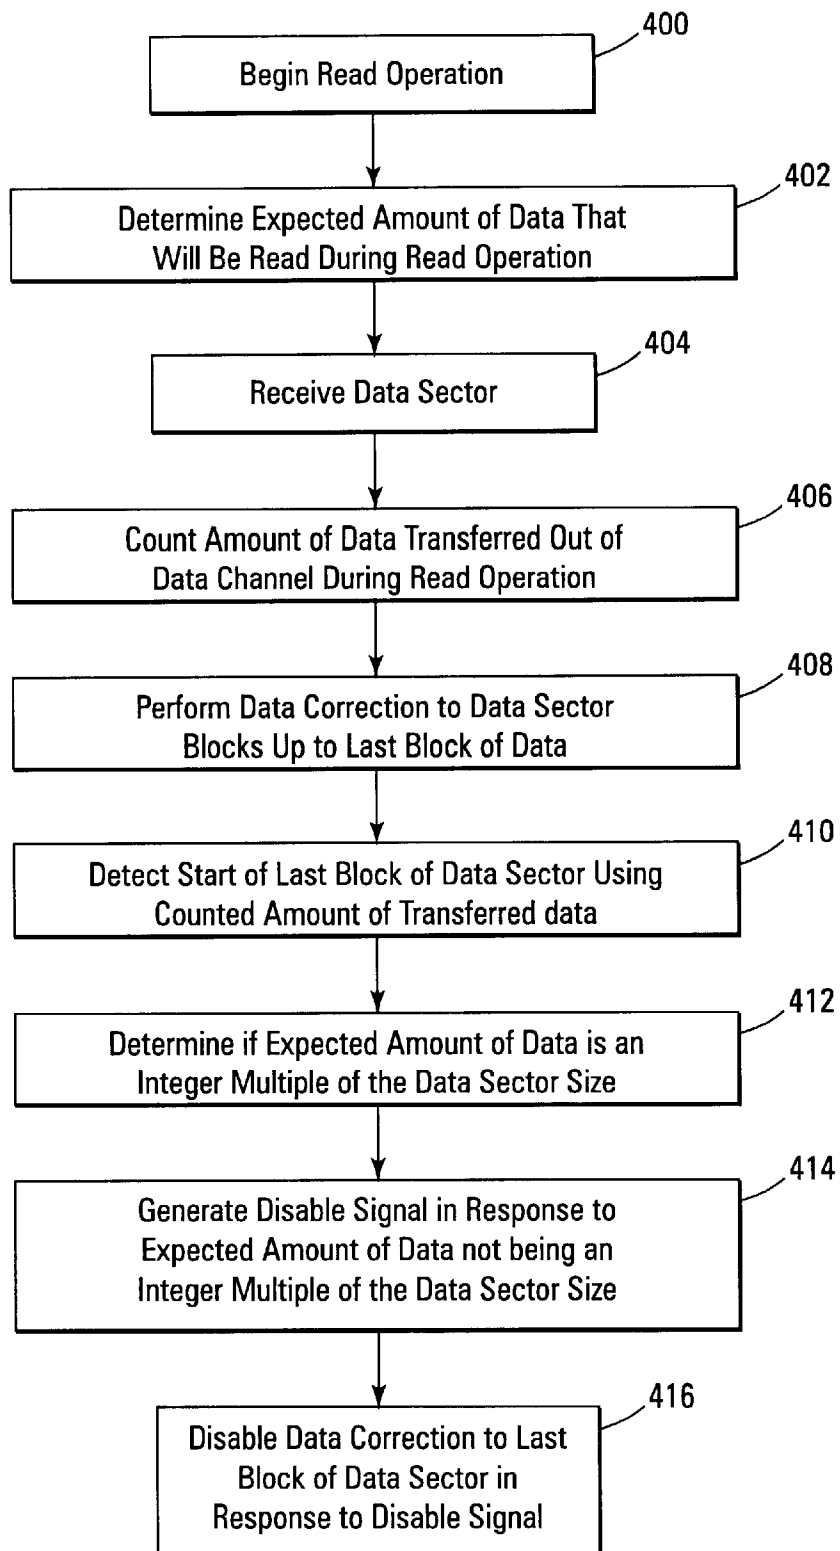 400
Begin Read Operation
402
Determine Expected Amount of Data That
Will Be Read During Read Operation
404
Receive Data Sector
406
Count Amount of Data Transferred Out of
Data Channel During Read Operation
408
Perform Data Correction to Data Sector
Blocks Up to Last Block of Data
410
Detect Start of Last Block of Data Sector Using
Counted Amount of Transferred data
412
Determine if Expected Amount of Data is an
Integer Multiple of the Data Sector Size
414
Generate Disable Signal in Response to
Expected Amount of Data not being an
Integer Multiple of the Data Sector Size
416
Disable Data Correction to Last
Block of Data Sector in
Response to Disable Signal